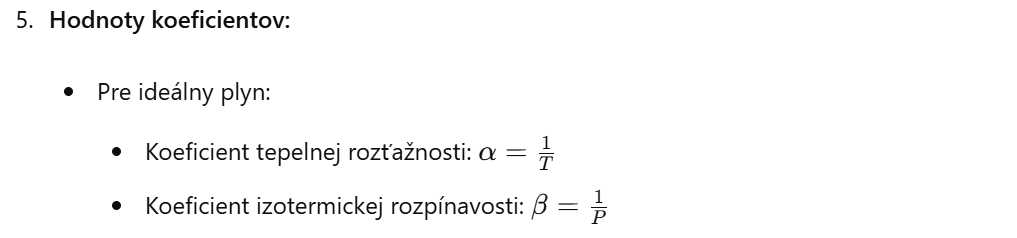 5. Hodnoty koeficientov:
• Pre ideálny plyn:
• Koeficient tepelnej rozťažnosti: α = 1/T
• Koeficient izotermickej rozpínavosti: β = 1/P